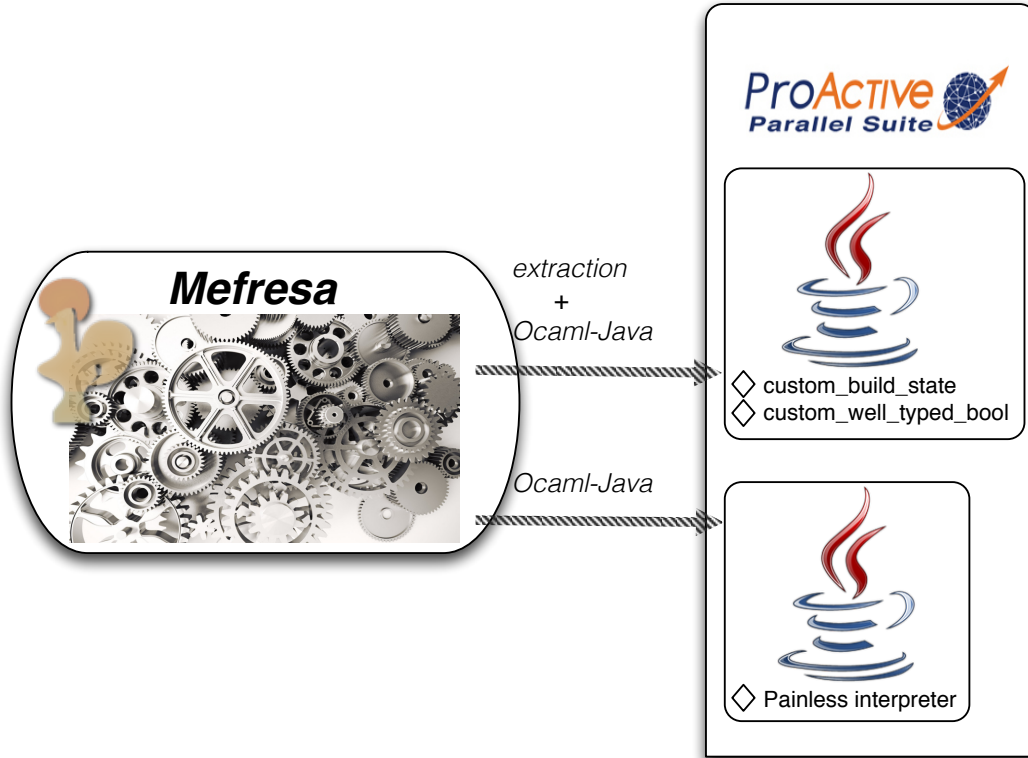 ProActive
Parallel Suite
Mefresa
extraction
+
Ocaml-Java
custom_build_state
custom_well_typed_bool
Ocaml-Java
Painless interpreter